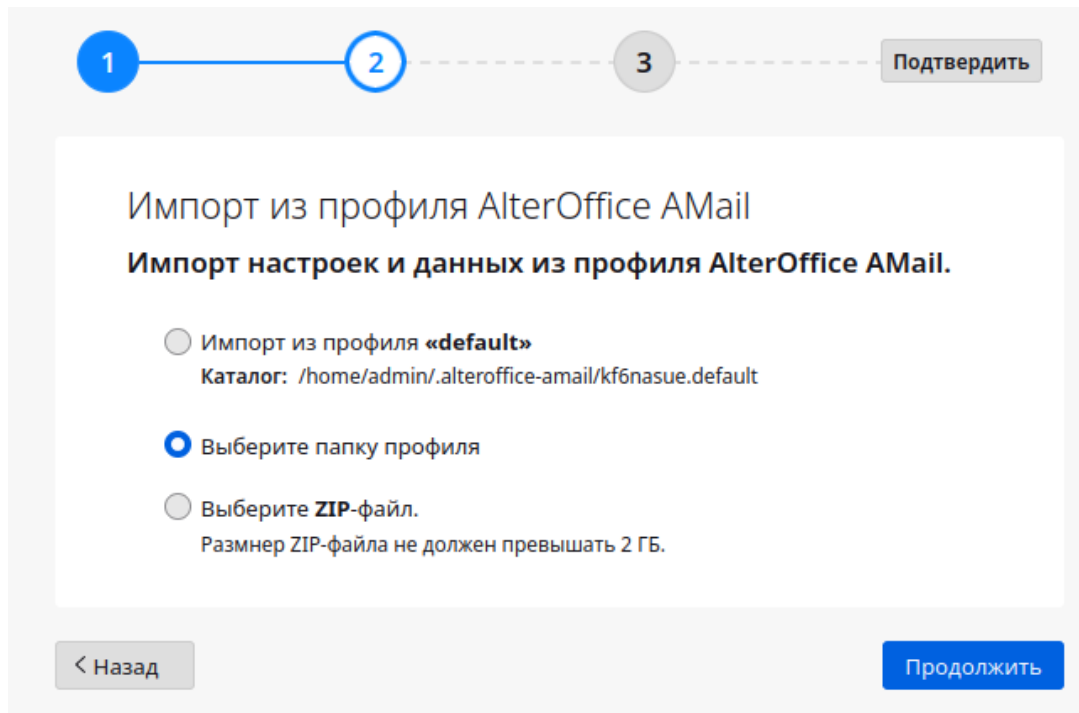 1 2 3 Подтвердить
Импорт из профиля AlterOffice AMail
Импорт настроек и данных из профиля AlterOffice AMail.
Импорт из профиля «default»
Каталог: /home/admin/.alteroffice-amail/kf6nasue.default
Выберите папку профиля
Выберите ZIP-файл.
Размнер ZIP-файла не должен превышать 2 ГБ.
< Назад Продолжить